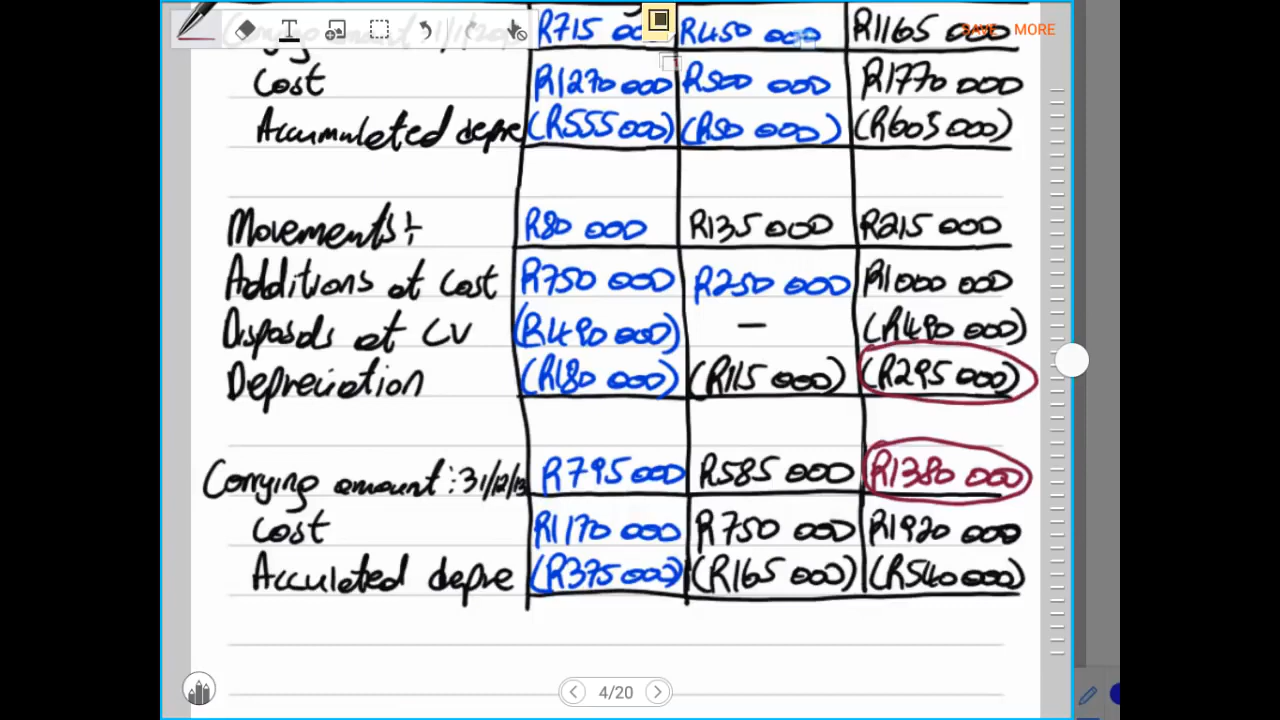 SAVE MORE
R715 000 R450 000 R1165 000
Cost R1270 000 R500 000 R1770 000
Accumulated depre (R555 000) (R50 000) (R605 000)
Movements: R80 000 R135 000 R215 000
Additions at cost R750 000 R250 000 R1000 000
Disposals at CV (R490 000) — (R490 000)
Depreciation (R180 000) (R115 000) (R295 000)
Carrying amount: 31/12/13 R795 000 R585 000 R1380 000
Cost R1170 000 R750 000 R1920 000
Acculated depre (R375 000) (R165 000) (R540 000)
4/20